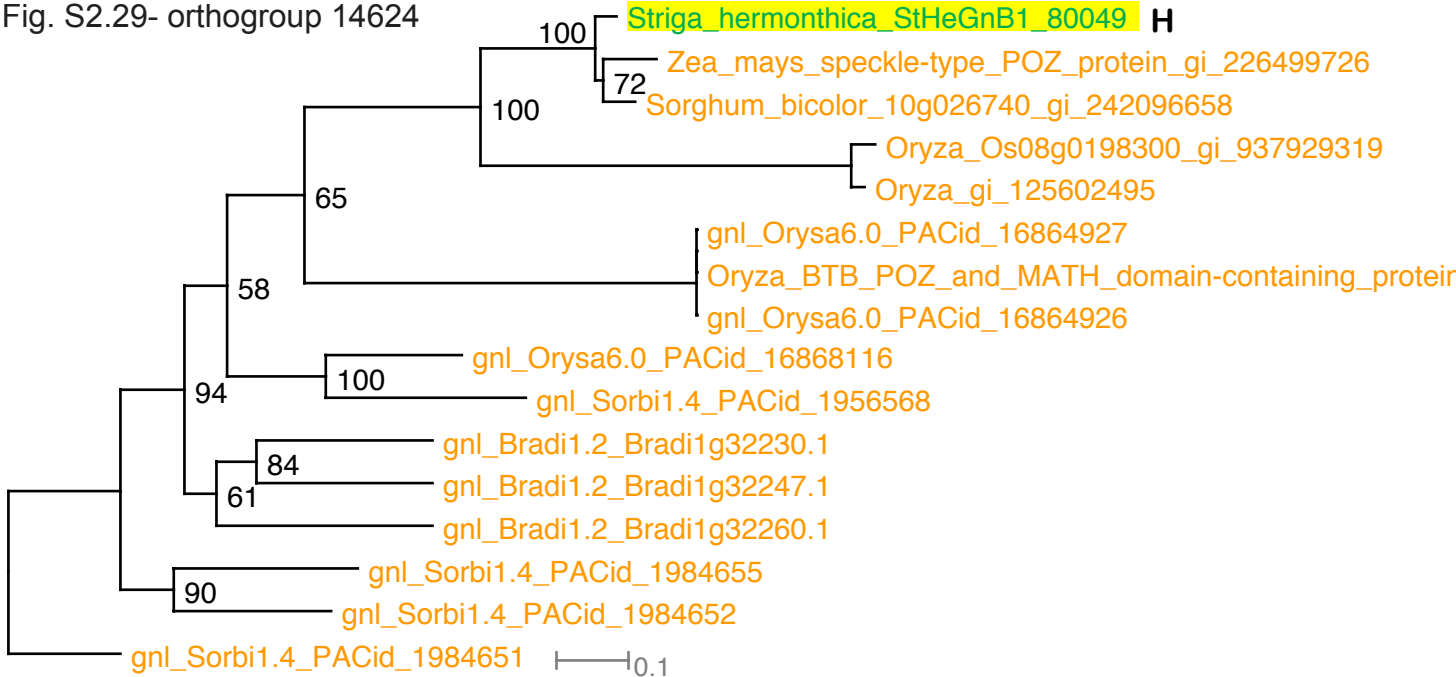 Fig. S2.29- orthogroup 14624
Striga_hermonthica_StHeGnB1_80049 H
100
Zea_mays_speckle-type_POZ_protein_gi_226499726
72
Sorghum_bicolor_10g026740_gi_242096658
100
Oryza_Os08g0198300_gi_937929319
Oryza_gi_125602495
65
gnl_Orysa6.0_PACid_16864927
Oryza_BTB_POZ_and_MATH_domain-containing_protein
58
gnl_Orysa6.0_PACid_16864926
gnl_Orysa6.0_PACid_16868116
100
94
gnl_Sorbi1.4_PACid_1956568
gnl_Bradi1.2_Bradi1g32230.1
84
gnl_Bradi1.2_Bradi1g32247.1
61
gnl_Bradi1.2_Bradi1g32260.1
gnl_Sorbi1.4_PACid_1984655
90
gnl_Sorbi1.4_PACid_1984652
gnl_Sorbi1.4_PACid_1984651
0.1